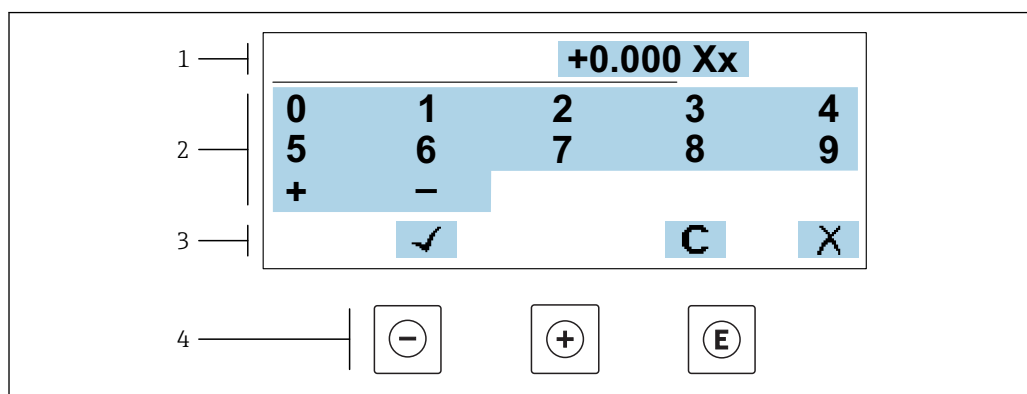 1 +0.000 Xx
0 1 2 3 4
2 5 6 7 8 9
+ −
3 ✓ C X
4 − + E